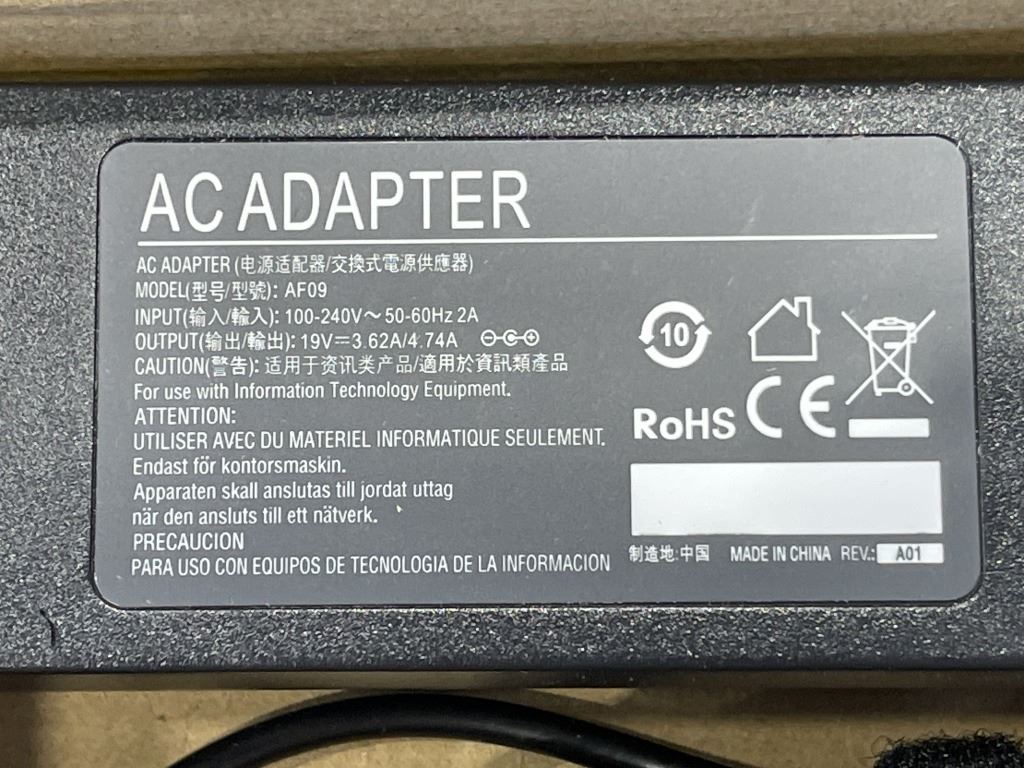 AC ADAPTER
AC ADAPTER (电源适配器/交換式電源供應器)
MODEL(型号/型號): AF09
INPUT(输入/輸入): 100-240V～50-60Hz 2A
OUTPUT(输出/輸出): 19V⎓3.62A/4.74A
CAUTION(警告): 适用于资讯类产品/適用於資訊類產品
For use with Information Technology Equipment.
ATTENTION:
UTILISER AVEC DU MATERIEL INFORMATIQUE SEULEMENT.
Endast för kontorsmaskin.
Apparaten skall anslutas till jordat uttag
när den ansluts till ett nätverk.
PRECAUCION
PARA USO CON EQUIPOS DE TECNOLOGIA DE LA INFORMACION
10
RoHS CE
制造地:中国 MADE IN CHINA REV.: A01